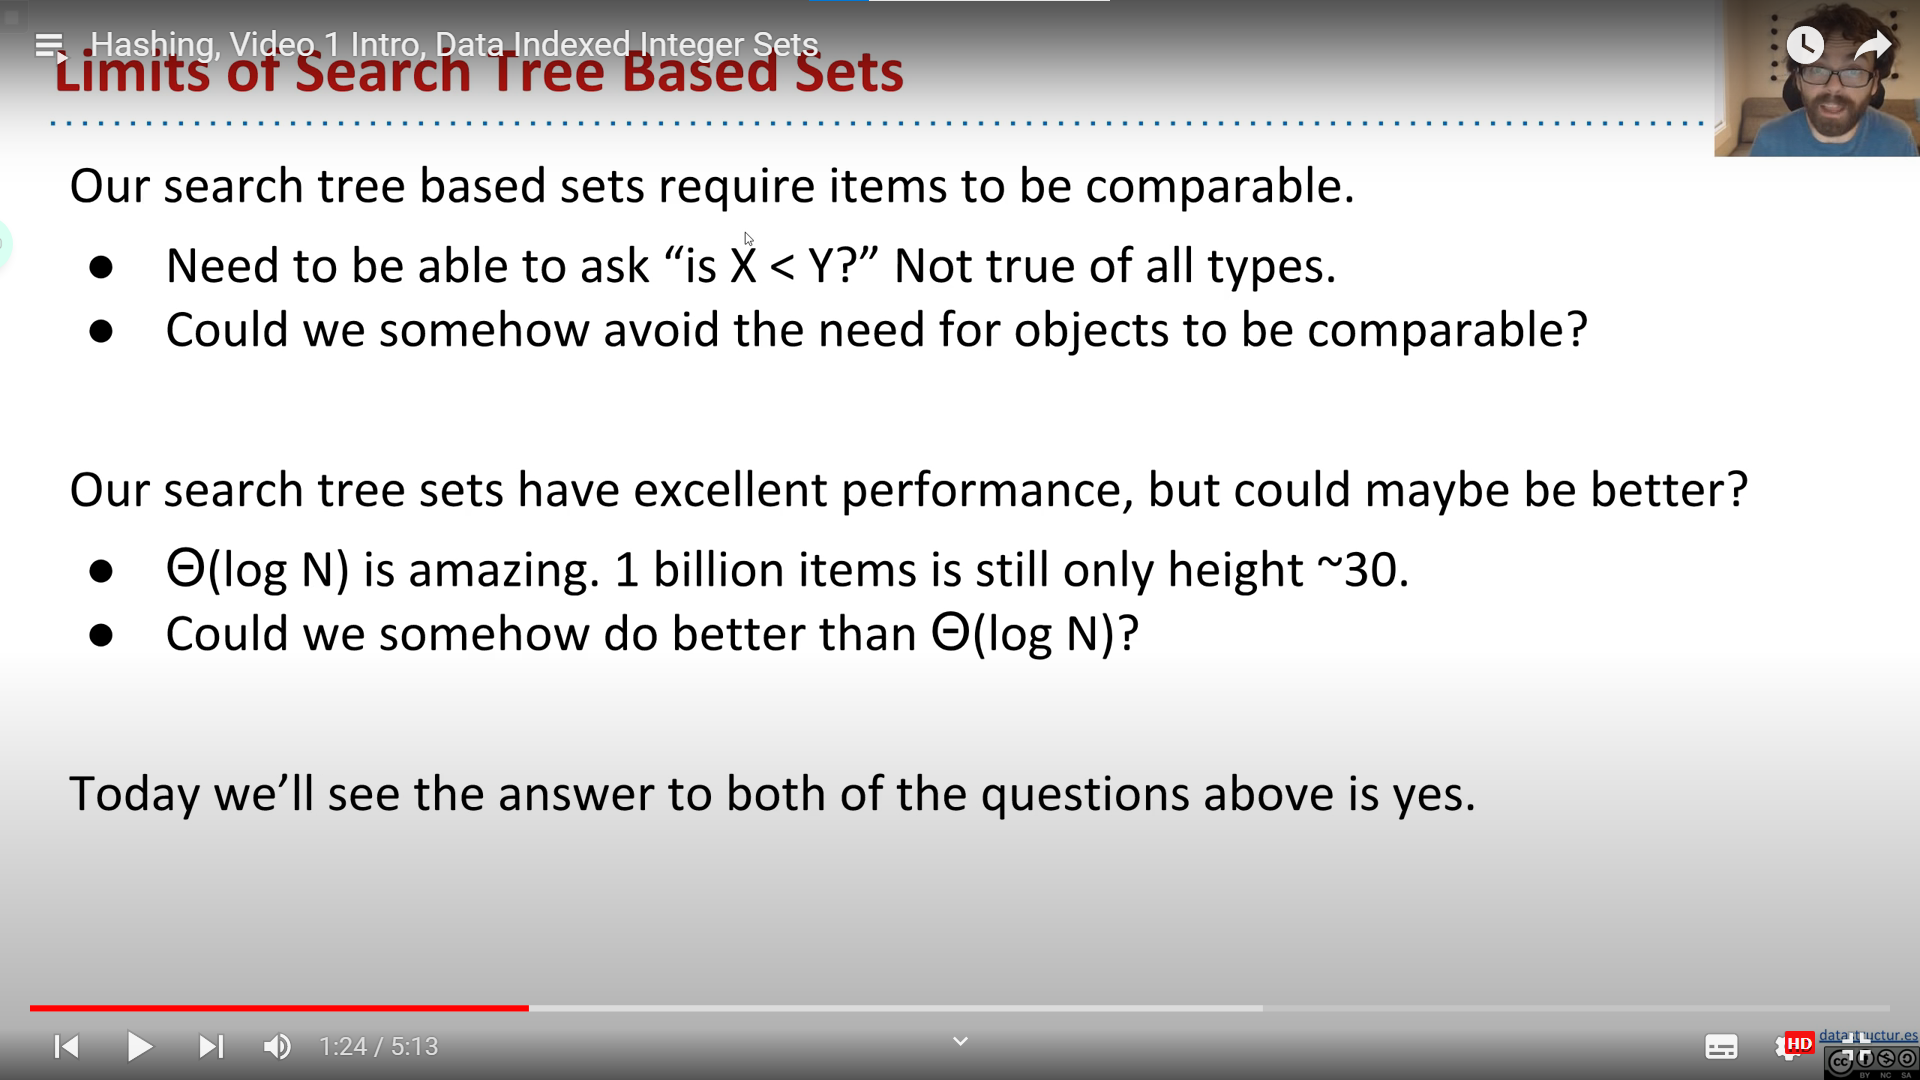 Hashing, Video 1 Intro, Data Indexed Integer Sets
Limits of Search Tree Based Sets
Our search tree based sets require items to be comparable.
● Need to be able to ask “is X < Y?” Not true of all types.
● Could we somehow avoid the need for objects to be comparable?
Our search tree sets have excellent performance, but could maybe be better?
● Θ(log N) is amazing. 1 billion items is still only height ~30.
● Could we somehow do better than Θ(log N)?
Today we’ll see the answer to both of the questions above is yes.
1:24 / 5:13
HD
datastructur.es
cc
BY NC SA